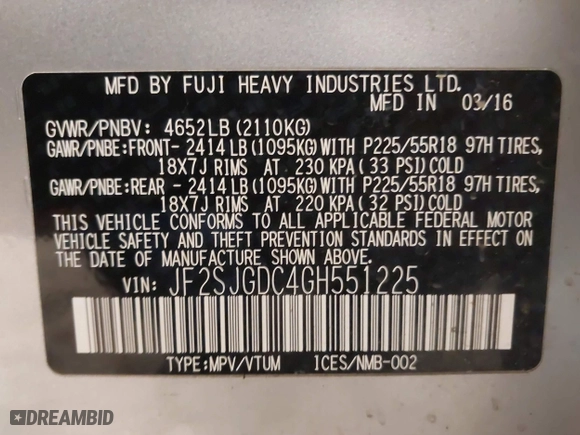 MFD BY FUJI HEAVY INDUSTRIES LTD.
MFD IN 03/16
GVWR/PNBV: 4652LB (2110KG)
GAWR/PNBE:FRONT- 2414LB (1095KG) WITH P225/55R18 97H TIRES,
18X7J RIMS AT 230 KPA (33 PSI) COLD
GAWR/PNBE:REAR - 2414LB (1095KG) WITH P225/55R18 97H TIRES,
18X7J RIMS AT 220 KPA (32 PSI) COLD
THIS VEHICLE CONFORMS TO ALL APPLICABLE FEDERAL MOTOR
VEHICLE SAFETY AND THEFT PREVENTION STANDARDS IN EFFECT ON
THE DATE OF MANUFACTURE SHOWN ABOVE.
VIN: JF2SJGDC4GH551225
TYPE:MPV/VTUM ICES/NMB-002
DREAMBID